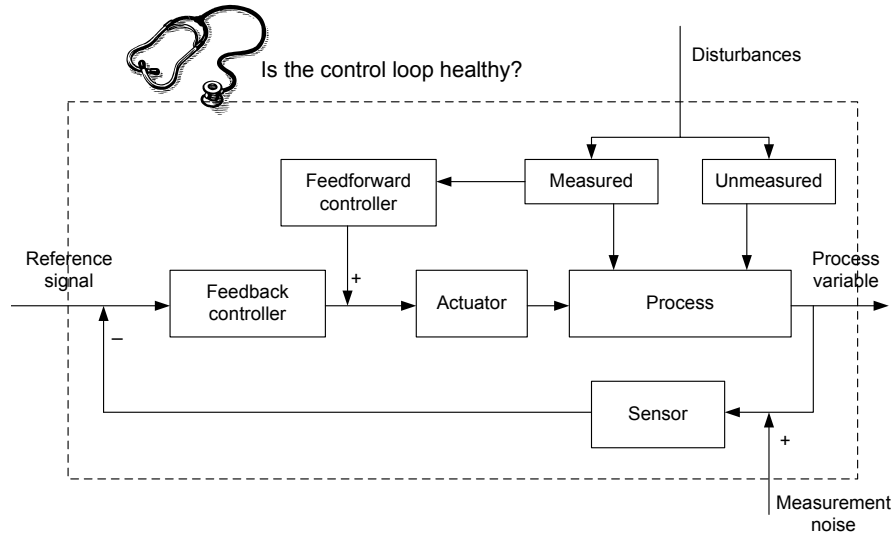 Is the control loop healthy?
Disturbances
Feedforward
controller
Measured
Unmeasured
Reference
signal
Process
variable
+
Feedback
controller
Actuator
Process
–
Sensor
+
Measurement
noise